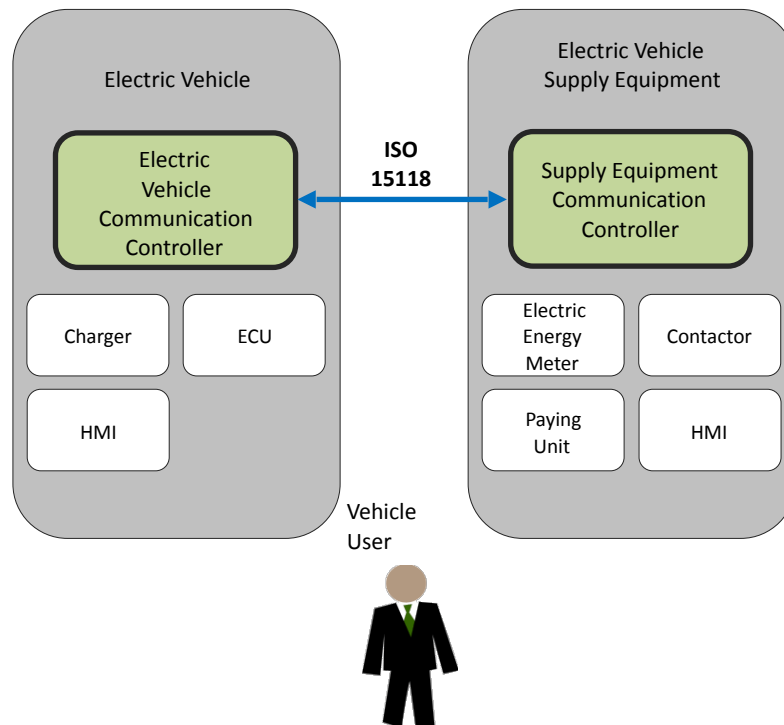 Electric Vehicle
Electric
Vehicle
Communication
Controller
Charger
ECU
HMI
ISO
15118
Electric Vehicle
Supply Equipment
Supply Equipment
Communication
Controller
Electric
Energy
Meter
Contactor
Paying
Unit
HMI
Vehicle
User